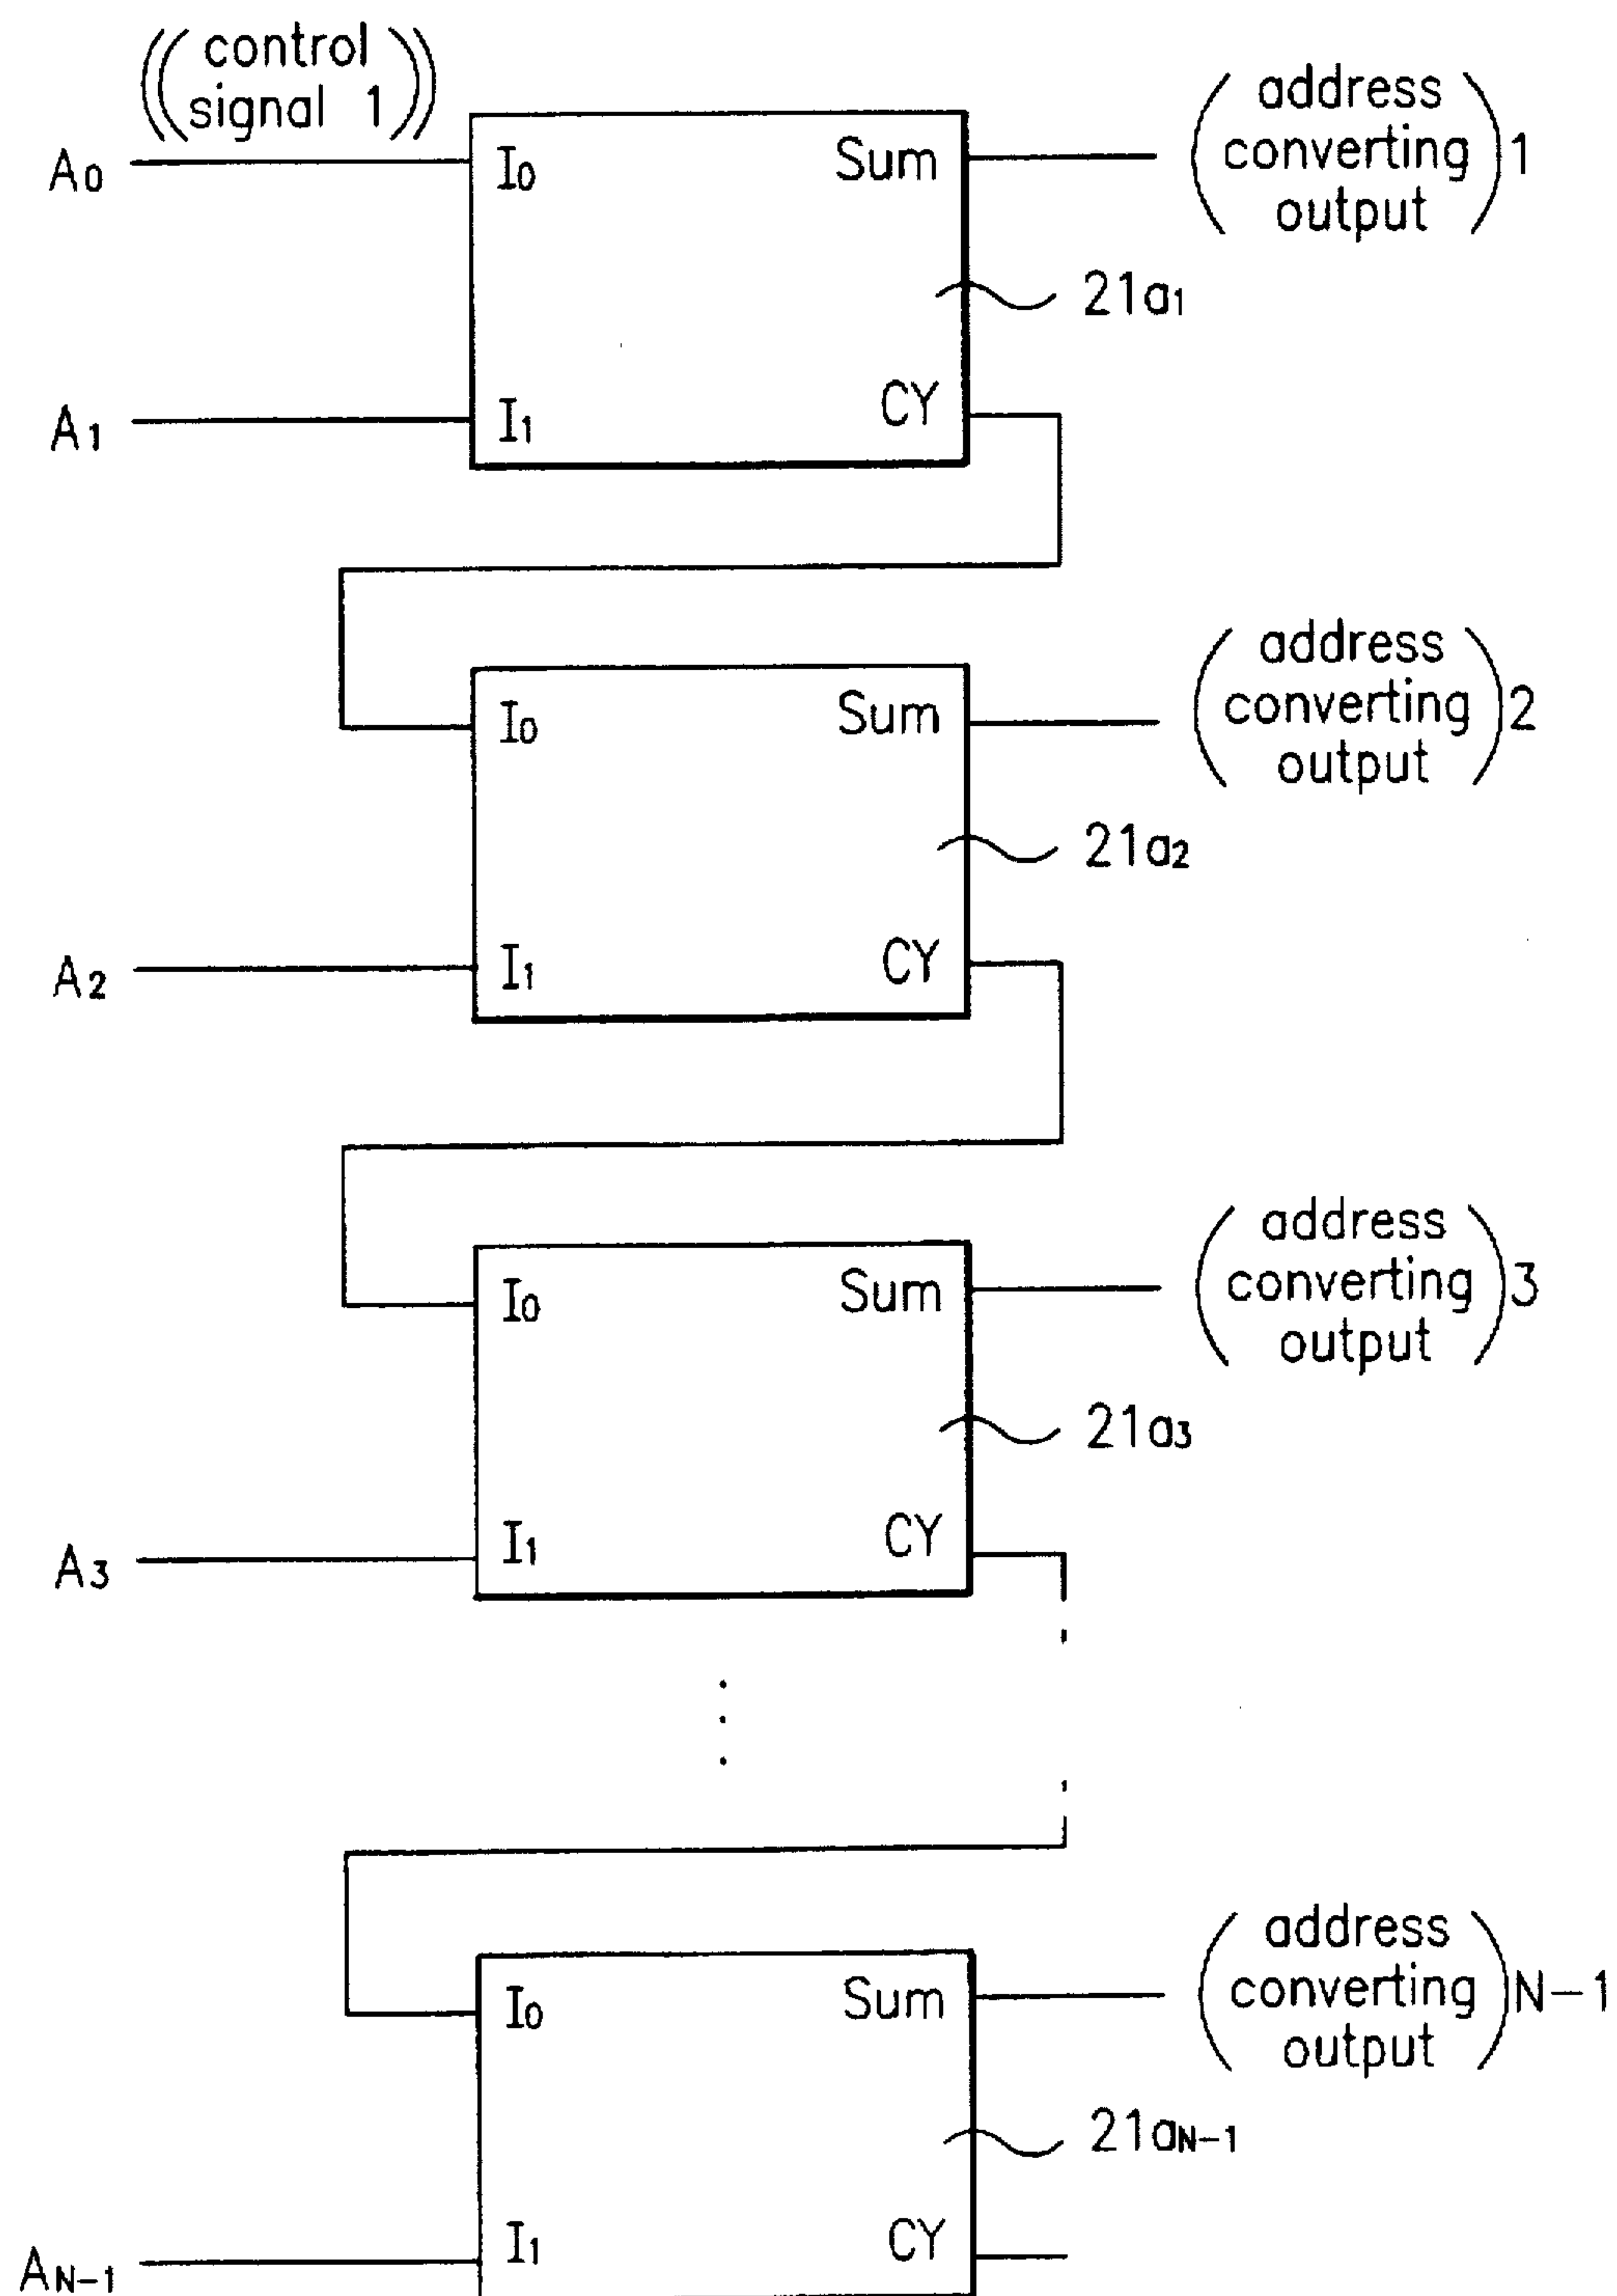 ((control
signal 1))
A0
I0
Sum
(address
converting
output)1
21a1
A1
I1
CY
I0
Sum
(address
converting
output)2
21a2
A2
I1
CY
I0
Sum
(address
converting
output)3
21a3
A3
I1
CY
I0
Sum
(address
converting
output)N-1
21aN-1
AN-1
I1
CY